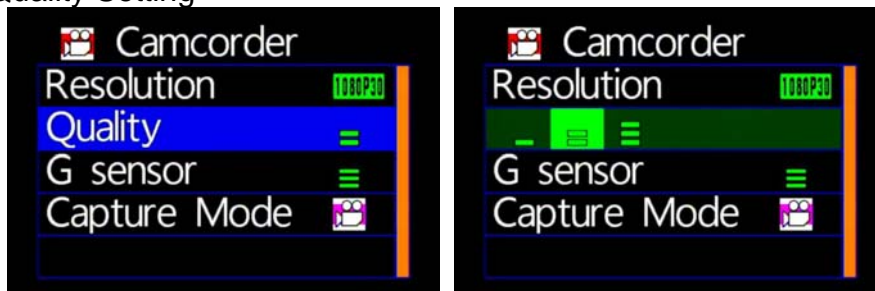 Quality Setting
Camcorder
Resolution 1080P30
Quality
G sensor
Capture Mode
Camcorder
Resolution 1080P30
G sensor
Capture Mode